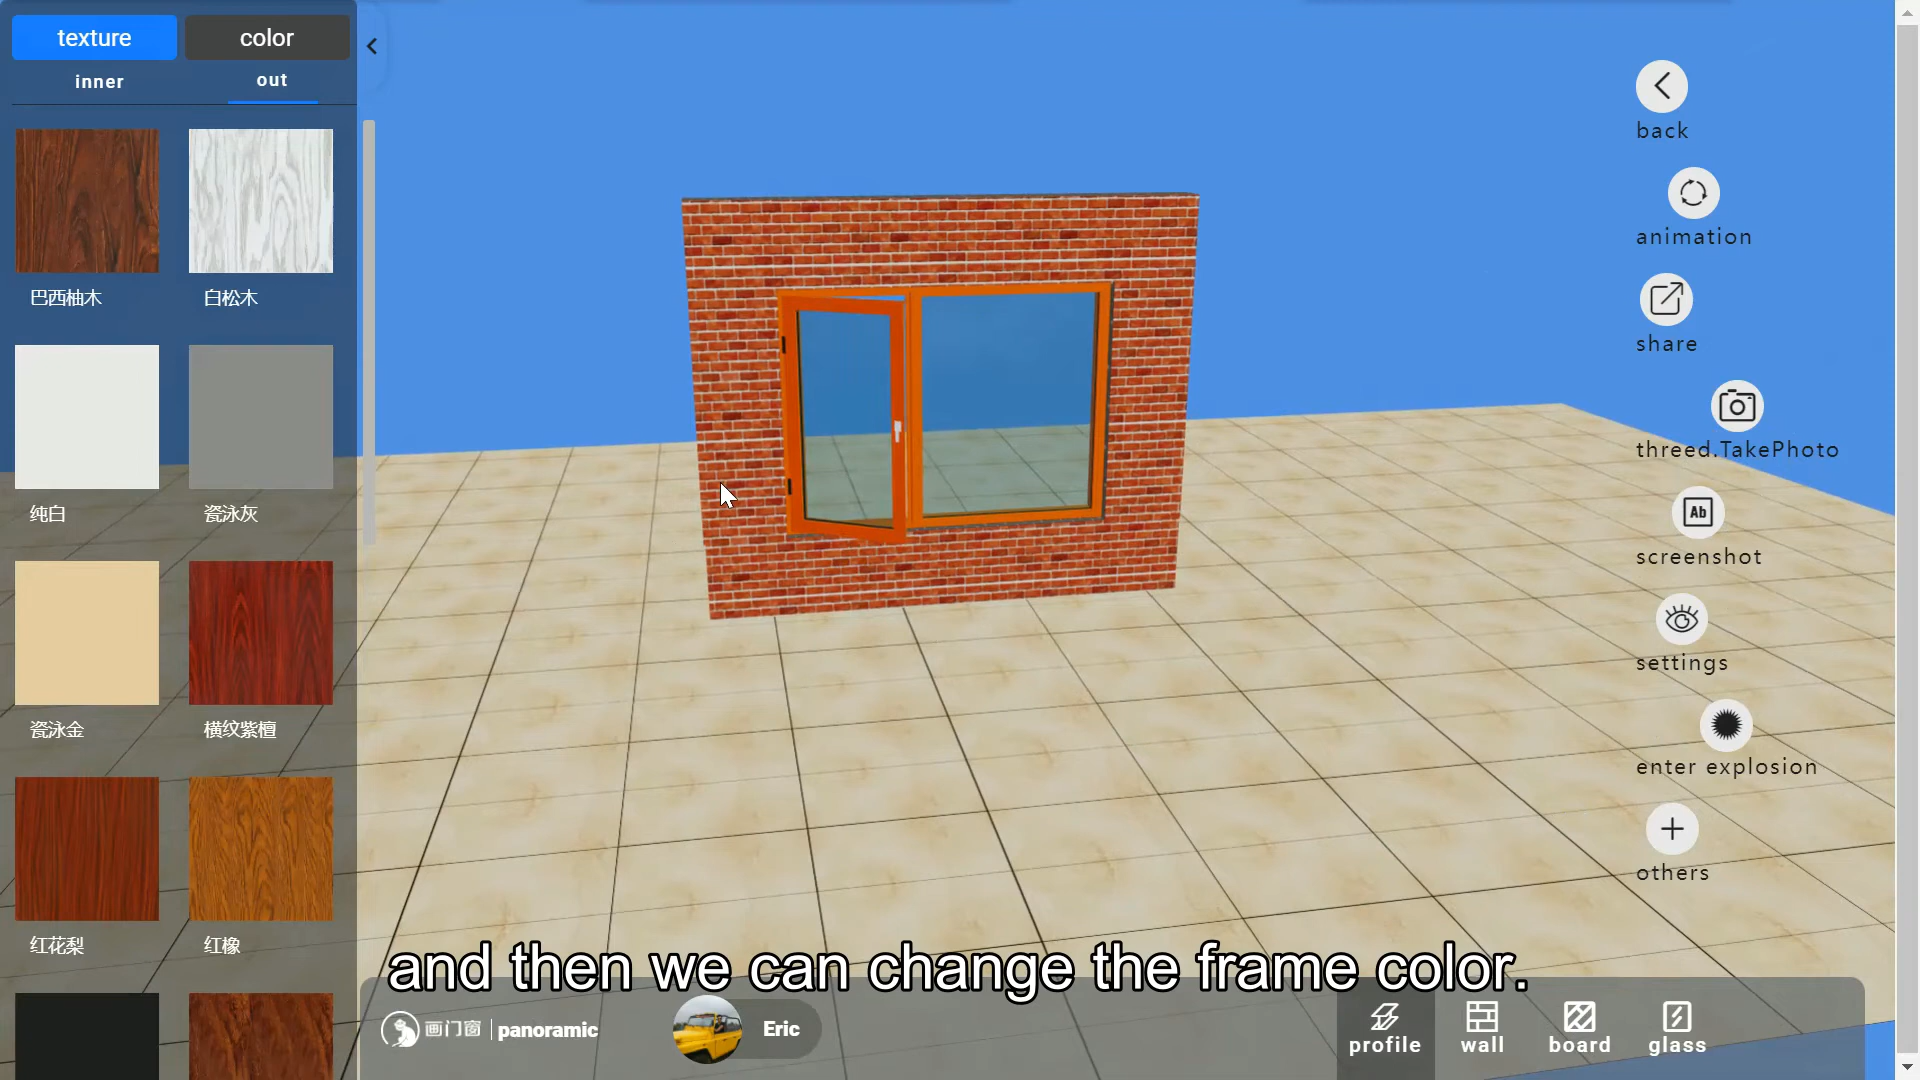 texture
color
inner
out
巴西柚木
白松木
纯白
瓷泳灰
瓷泳金
横纹紫檀
红花梨
红橡
back
animation
share
threed.TakePhoto
Ab
screenshot
settings
enter explosion
others
and then we can change the frame color.
画门窗 | panoramic
Eric
profile
wall
board
glass